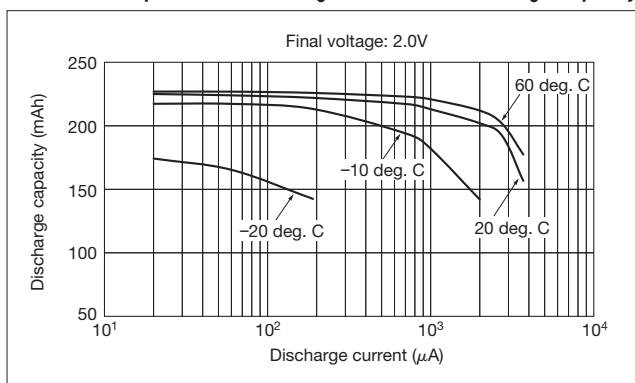 Final voltage: 2.0V
250
200
150
100
50
Discharge capacity (mAh)
60 deg. C
−10 deg. C
−20 deg. C
20 deg. C
10¹ 10² 10³ 10⁴
Discharge current (μA)